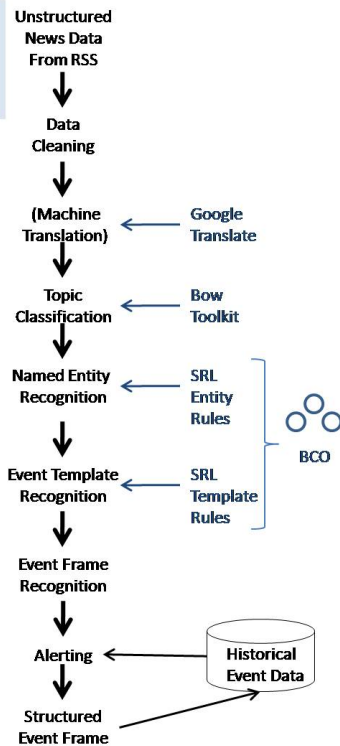 Unstructured
News Data
From RSS
Data
Cleaning
(Machine
Translation)
Google
Translate
Topic
Classification
Bow
Toolkit
Named Entity
Recognition
SRL
Entity
Rules
BCO
Event Template
Recognition
SRL
Template
Rules
Event Frame
Recognition
Alerting
Historical
Event Data
Structured
Event Frame